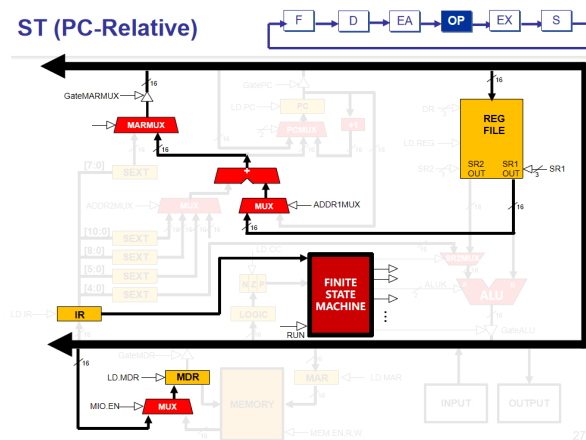 ST (PC-Relative)
F D EA OP EX S
16 16
GateMARMUX
GatePC
MARMUX
LD.PC
PC
PCMUX
+1
REG
FILE
DR
LD.REG
SR2
SR2 SR1
OUT OUT
SR1
3
16
[7:0]
SEXT
+
ADDR2MUX
MUX
MUX
ADDR1MUX
16
16
[10:0]
SEXT
[8:0]
SEXT
[5:0]
SEXT
[4:0]
SEXT
LD.CC
SR2MUX
FINITE
STATE
MACHINE
N Z P
ALUK
2
ALU
LD.IR
IR
LOGIC
RUN
GateALU
16
GateMDR
LD.MDR
MDR
MAR
LD.MAR
MIO.EN
MUX
MEMORY
MEM.EN,R,W
INPUT
OUTPUT
27